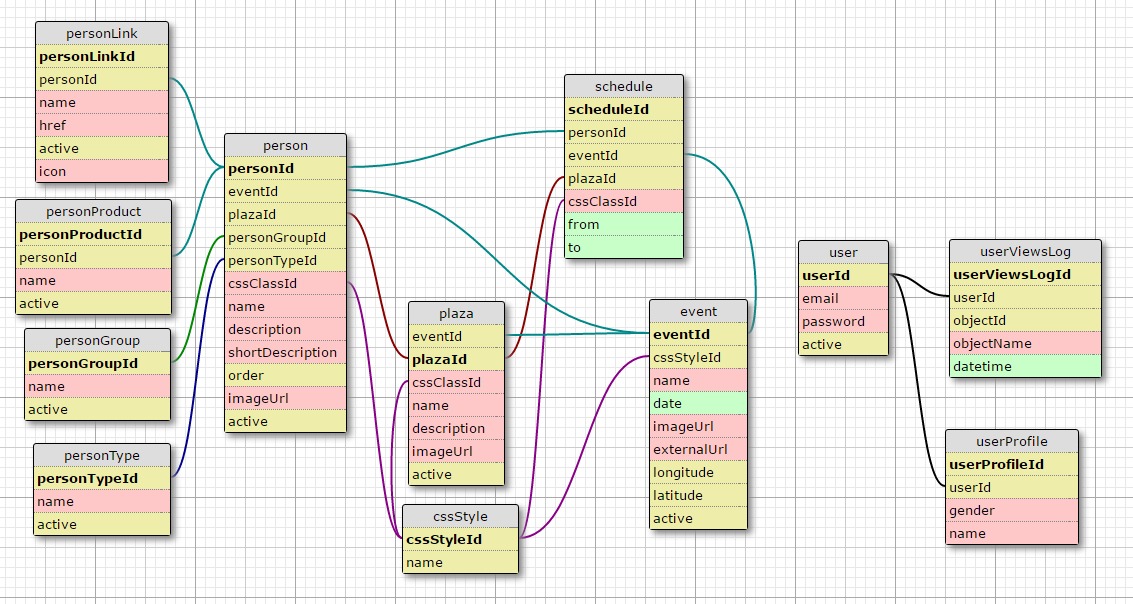 personLink
personLinkId
personId
name
href
active
icon
personProduct
personProductId
personId
name
active
personGroup
personGroupId
name
active
personType
personTypeId
name
active
person
personId
eventId
plazaId
personGroupId
personTypeId
cssClassId
name
description
shortDescription
order
imageUrl
active
plaza
eventId
plazaId
cssClassId
name
description
imageUrl
active
cssStyle
cssStyleId
name
schedule
scheduleId
personId
eventId
plazaId
cssClassId
from
to
event
eventId
cssStyleId
name
date
imageUrl
externalUrl
longitude
latitude
active
user
userId
email
password
active
userViewsLog
userViewsLogId
userId
objectId
objectName
datetime
userProfile
userProfileId
userId
gender
name